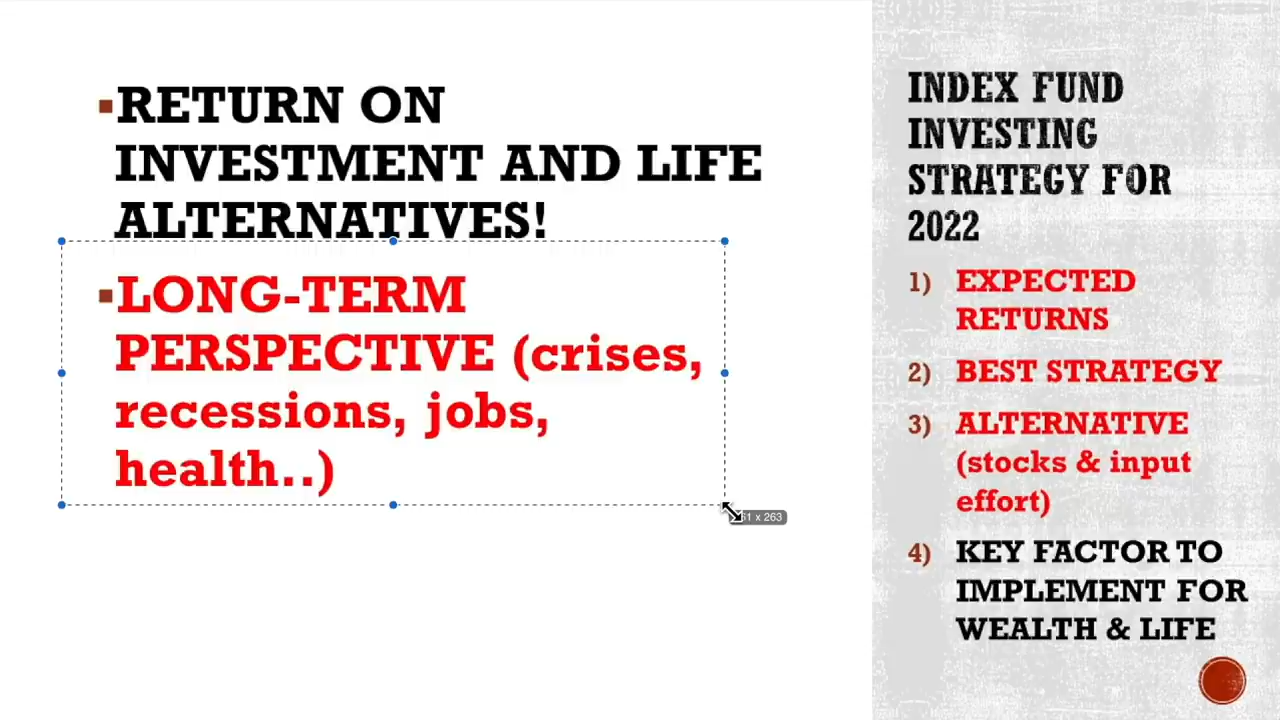 ▪RETURN ON
INVESTMENT AND LIFE
ALTERNATIVES!
▪LONG-TERM
PERSPECTIVE (crises,
recessions, jobs,
health..)
x 263
INDEX FUND
INVESTING
STRATEGY FOR
2022
1) EXPECTED
RETURNS
2) BEST STRATEGY
3) ALTERNATIVE
(stocks & input
effort)
4) KEY FACTOR TO
IMPLEMENT FOR
WEALTH & LIFE